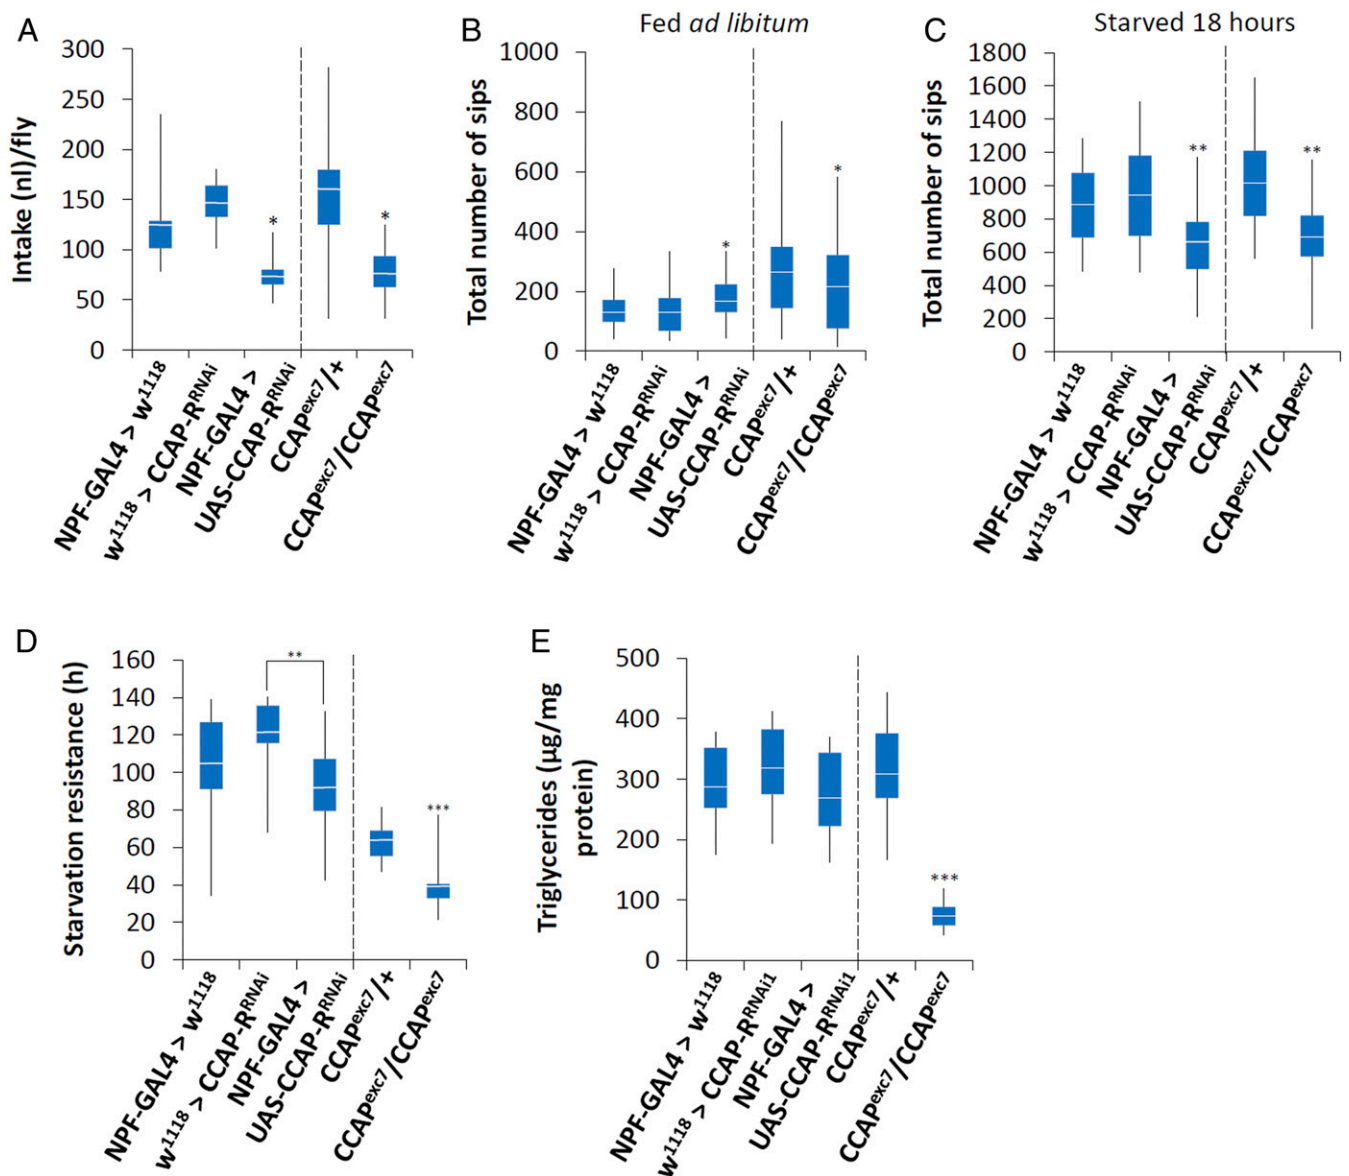 A
Intake (nl)/fly
300
250
200
150
100
50
0
*
*
NPF-GAL4 > w¹¹¹⁸
w¹¹¹⁸ > CCAP-Rᴿᴺᴬⁱ
NPF-GAL4 >
UAS-CCAP-Rᴿᴺᴬⁱ
CCAPᵉˣᶜ⁷/+
CCAPᵉˣᶜ⁷/CCAPᵉˣᶜ⁷
B
Fed ad libitum
Total number of sips
1000
800
600
400
200
0
*
*
NPF-GAL4 > w¹¹¹⁸
w¹¹¹⁸ > CCAP-Rᴿᴺᴬⁱ
NPF-GAL4 >
UAS-CCAP-Rᴿᴺᴬⁱ
CCAPᵉˣᶜ⁷/+
CCAPᵉˣᶜ⁷/CCAPᵉˣᶜ⁷
C
Starved 18 hours
Total number of sips
1800
1600
1400
1200
1000
800
600
400
200
0
**
**
NPF-GAL4 > w¹¹¹⁸
w¹¹¹⁸ > CCAP-Rᴿᴺᴬⁱ
NPF-GAL4 >
UAS-CCAP-Rᴿᴺᴬⁱ
CCAPᵉˣᶜ⁷/+
CCAPᵉˣᶜ⁷/CCAPᵉˣᶜ⁷
D
Starvation resistance (h)
160
140
120
100
80
60
40
20
0
**
***
NPF-GAL4 > w¹¹¹⁸
w¹¹¹⁸ > CCAP-Rᴿᴺᴬⁱ
NPF-GAL4 >
UAS-CCAP-Rᴿᴺᴬⁱ
CCAPᵉˣᶜ⁷/+
CCAPᵉˣᶜ⁷/CCAPᵉˣᶜ⁷
E
Triglycerides (µg/mg
protein)
500
400
300
200
100
0
***
NPF-GAL4 > w¹¹¹⁸
w¹¹¹⁸ > CCAP-Rᴿᴺᴬⁱ¹
NPF-GAL4 >
UAS-CCAP-Rᴿᴺᴬⁱ¹
CCAPᵉˣᶜ⁷/+
CCAPᵉˣᶜ⁷/CCAPᵉˣᶜ⁷